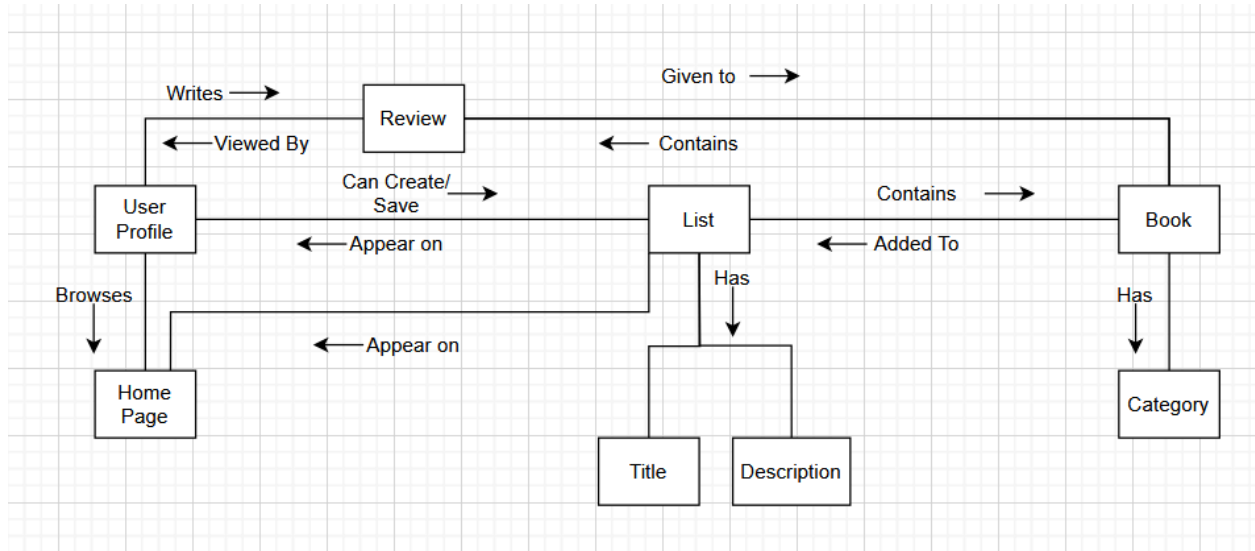 Given to
Writes
Review
Viewed By
Contains
Can Create/
Save
User
Profile
List
Contains
Book
Appear on
Added To
Has
Browses
Has
Appear on
Home
Page
Category
Title
Description